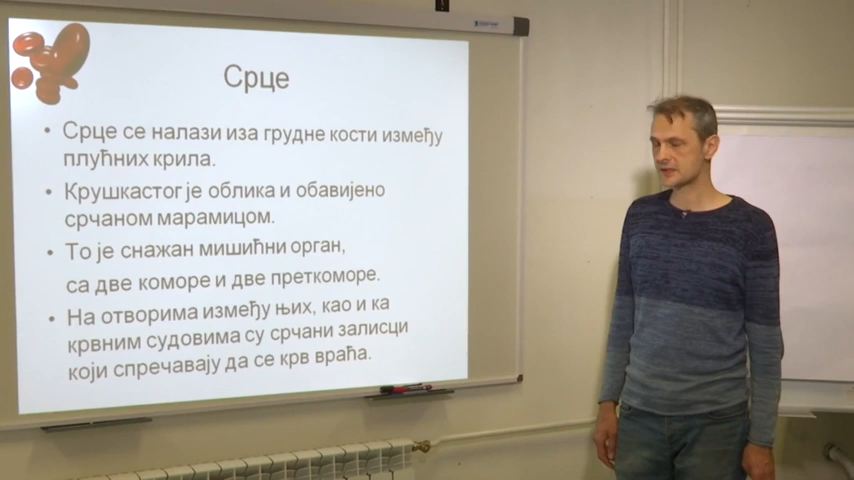 Срце
• Срце се налази иза грудне кости између
плућних крила.
• Крушкастог је облика и обавијено
срчаном марамицом.
• То је снажан мишићни орган,
са две коморе и две преткоморе.
• На отворима између њих, као и ка
крвним судовима су срчани залисци
који спречавају да се крв враћа.